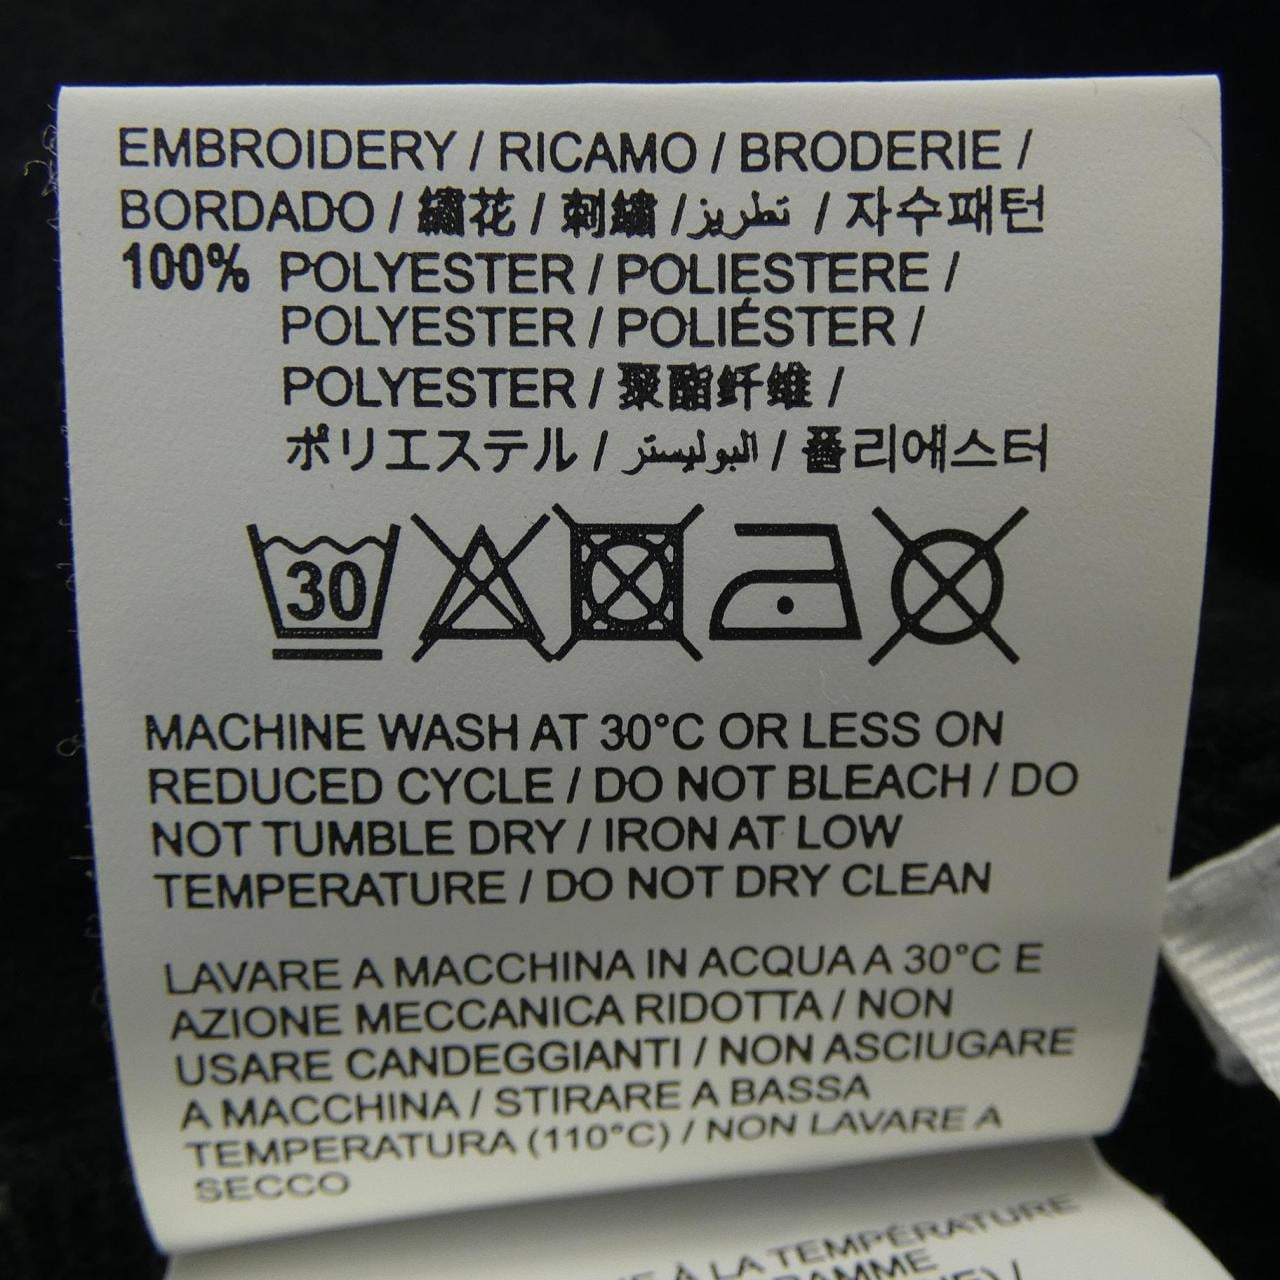 EMBROIDERY / RICAMO / BRODERIE /
BORDADO / 繡花 / 刺繡 / تطريز / 자수패턴
100% POLYESTER / POLIESTERE /
POLYESTER / POLIÉSTER /
POLYESTER / 聚酯纤维 /
ポリエステル / البوليستر / 폴리에스터
30
MACHINE WASH AT 30°C OR LESS ON
REDUCED CYCLE / DO NOT BLEACH / DO
NOT TUMBLE DRY / IRON AT LOW
TEMPERATURE / DO NOT DRY CLEAN
LAVARE A MACCHINA IN ACQUA A 30°C E
AZIONE MECCANICA RIDOTTA / NON
USARE CANDEGGIANTI / NON ASCIUGARE
A MACCHINA / STIRARE A BASSA
TEMPERATURA (110°C) / NON LAVARE A
SECCO
À LA TEMPÉRATURE